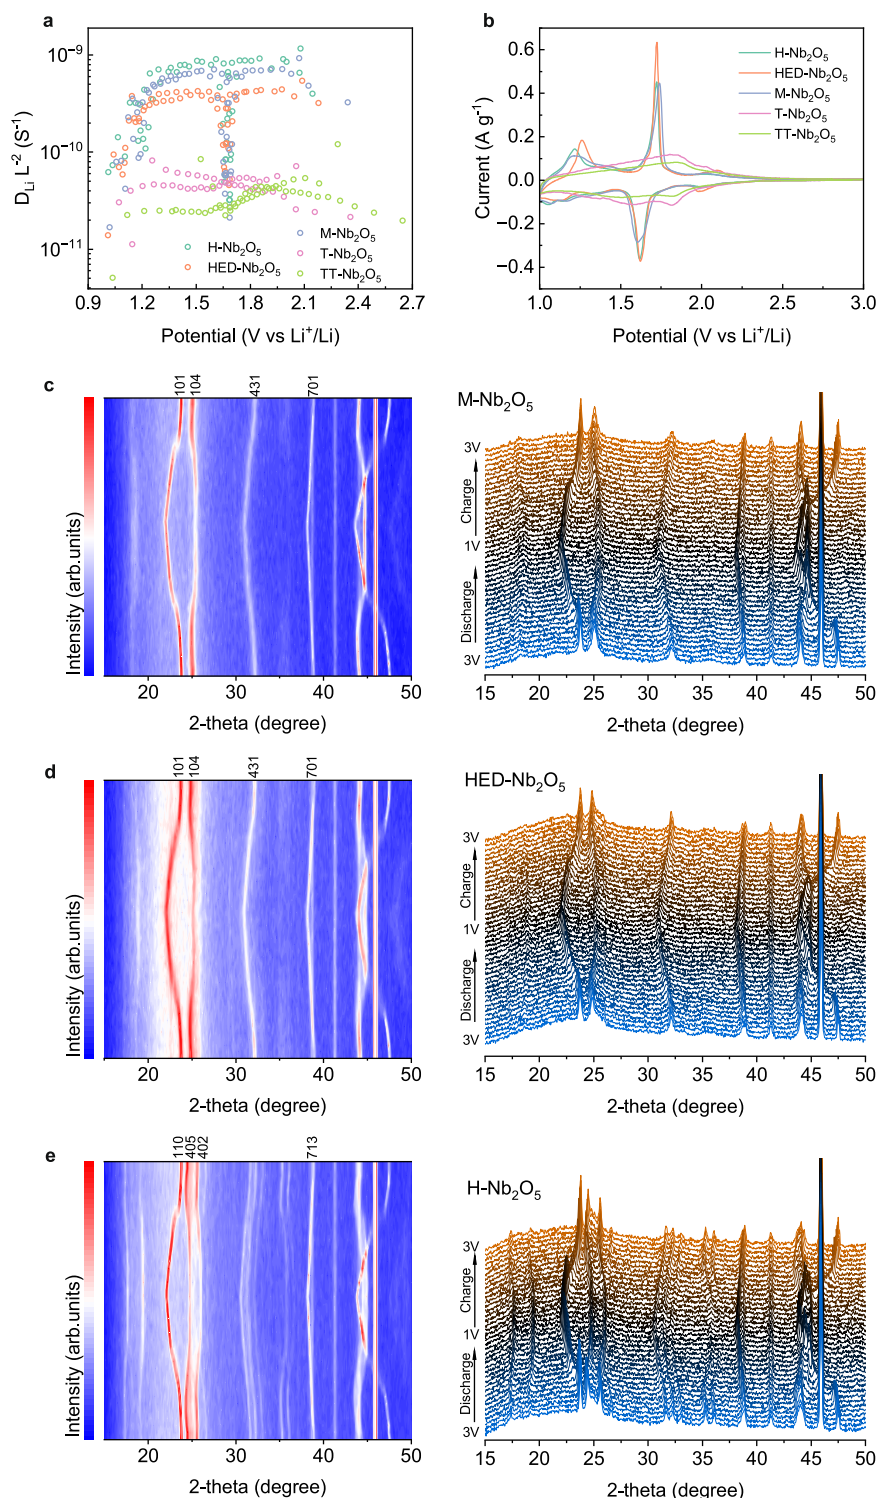 a
10⁻⁹
10⁻¹⁰
10⁻¹¹
D_Li L⁻² (S⁻¹)
H-Nb₂O₅
HED-Nb₂O₅
M-Nb₂O₅
T-Nb₂O₅
TT-Nb₂O₅
0.9 1.2 1.5 1.8 2.1 2.4 2.7
Potential (V vs Li⁺/Li)
b
0.6
0.4
0.2
0.0
−0.2
−0.4
Current (A g⁻¹)
H-Nb₂O₅
HED-Nb₂O₅
M-Nb₂O₅
T-Nb₂O₅
TT-Nb₂O₅
1.0 1.5 2.0 2.5 3.0
Potential (V vs Li⁺/Li)
c
101 104 431 701
Intensity (arb.units)
20 30 40 50
2-theta (degree)
M-Nb₂O₅
3V
Charge
1V
Discharge
3V
15 20 25 30 35 40 45 50
2-theta (degree)
d
101 104 431 701
Intensity (arb.units)
20 30 40 50
2-theta (degree)
HED-Nb₂O₅
3V
Charge
1V
Discharge
3V
15 20 25 30 35 40 45 50
2-theta (degree)
e
110 405 402 713
Intensity (arb.units)
20 30 40 50
2-theta (degree)
H-Nb₂O₅
3V
Charge
1V
Discharge
3V
15 20 25 30 35 40 45 50
2-theta (degree)